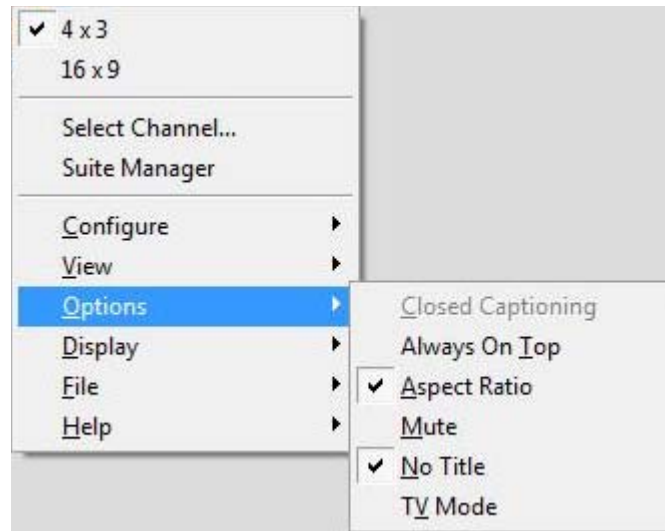 4 x 3
16 x 9
Select Channel...
Suite Manager
Configure
View
Options
Display
File
Help
Closed Captioning
Always On Top
Aspect Ratio
Mute
No Title
TV Mode